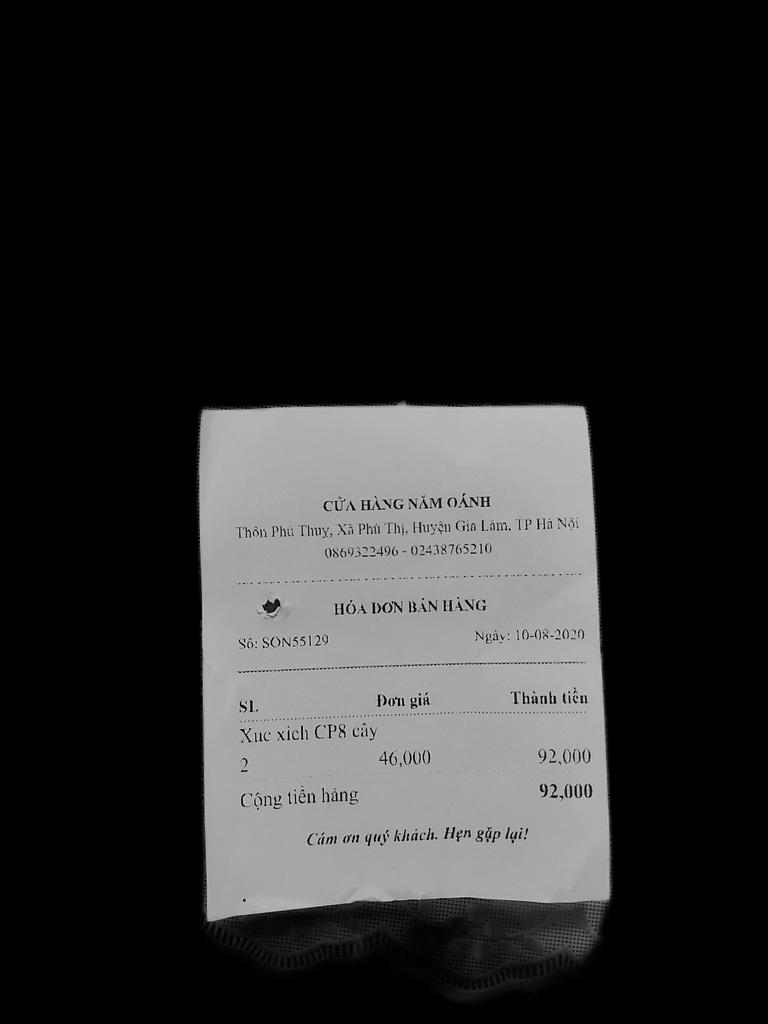 CỬA HÀNG NĂM OÁNH
Thôn Phú Thuỵ, Xã Phú Thị, Huyện Gia Lâm, TP Hà Nội
0869322496 - 02438765210
HÓA ĐƠN BÁN HÀNG
Số: SON55129 Ngày: 10-08-2020
SL Đơn giá Thành tiền
Xuc xich CP8 cây
2 46,000 92,000
Cộng tiền hàng 92,000
Cám ơn quý khách. Hẹn gặp lại!